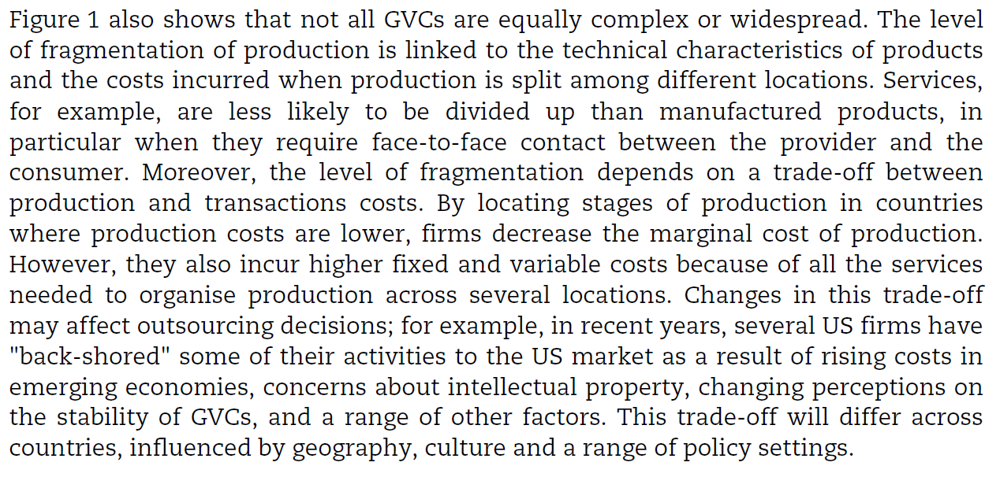 Figure 1 also shows that not all GVCs are equally complex or widespread. The level
of fragmentation of production is linked to the technical characteristics of products
and the costs incurred when production is split among different locations. Services,
for example, are less likely to be divided up than manufactured products, in
particular when they require face-to-face contact between the provider and the
consumer. Moreover, the level of fragmentation depends on a trade-off between
production and transactions costs. By locating stages of production in countries
where production costs are lower, firms decrease the marginal cost of production.
However, they also incur higher fixed and variable costs because of all the services
needed to organise production across several locations. Changes in this trade-off
may affect outsourcing decisions; for example, in recent years, several US firms have
"back-shored" some of their activities to the US market as a result of rising costs in
emerging economies, concerns about intellectual property, changing perceptions on
the stability of GVCs, and a range of other factors. This trade-off will differ across
countries, influenced by geography, culture and a range of policy settings.